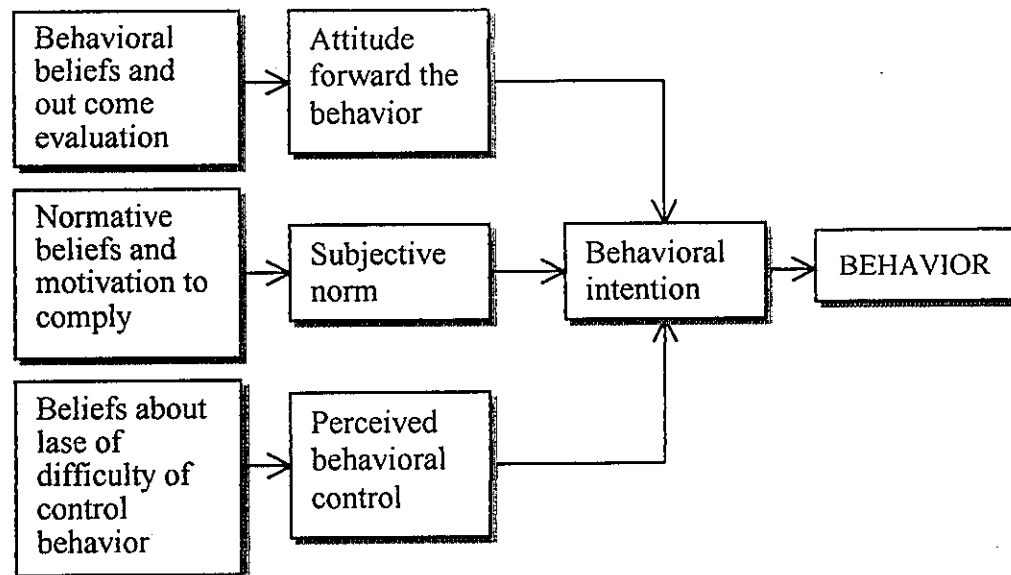 Behavioral
beliefs and
out come
evaluation
Attitude
forward the
behavior
Normative
beliefs and
motivation to
comply
Subjective
norm
Behavioral
intention
BEHAVIOR
Beliefs about
lase of
difficulty of
control
behavior
Perceived
behavioral
control